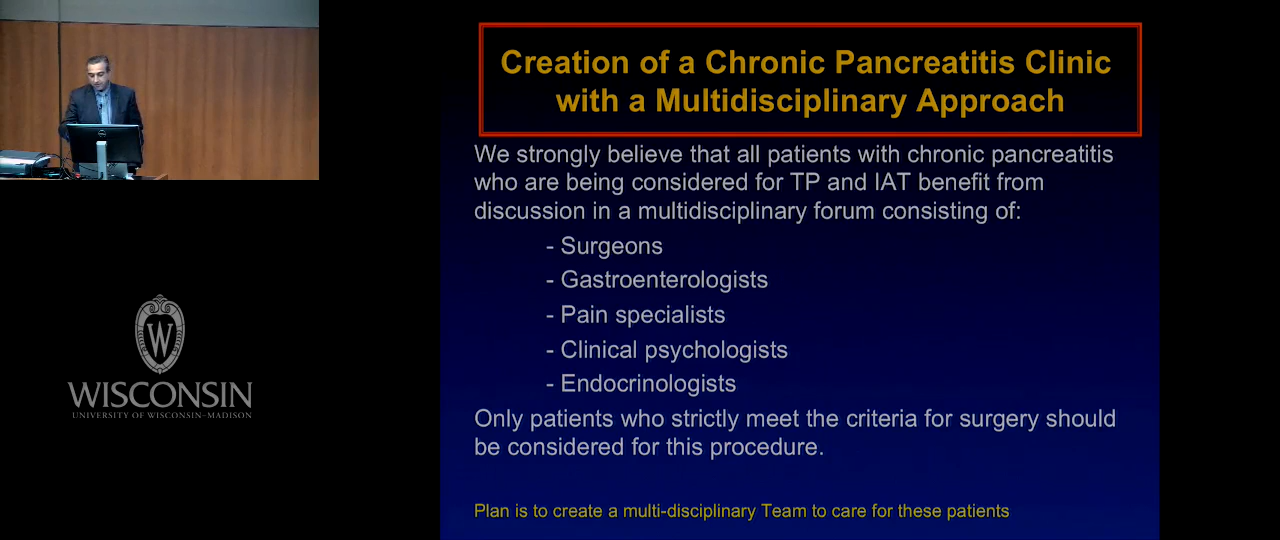 Creation of a Chronic Pancreatitis Clinic
with a Multidisciplinary Approach
We strongly believe that all patients with chronic pancreatitis
who are being considered for TP and IAT benefit from
discussion in a multidisciplinary forum consisting of:
- Surgeons
- Gastroenterologists
- Pain specialists
- Clinical psychologists
- Endocrinologists
Only patients who strictly meet the criteria for surgery should
be considered for this procedure.
Plan is to create a multi-disciplinary Team to care for these patients
W
WISCONSIN
UNIVERSITY OF WISCONSIN–MADISON